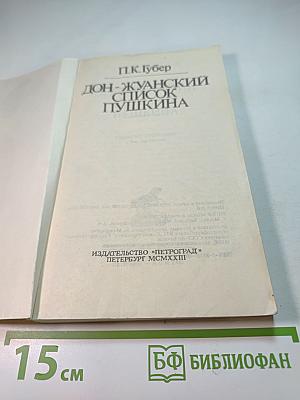 П.К.Губер
ДОН-ЖУАНСКИЙ
СПИСОК
ПУШКИНА
ИЗДАТЕЛЬСТВО "ПЕТРОГРАД"
ПЕТЕРБУРГ MCMXXIII
15 СМ
БФ БИБЛИОФАН